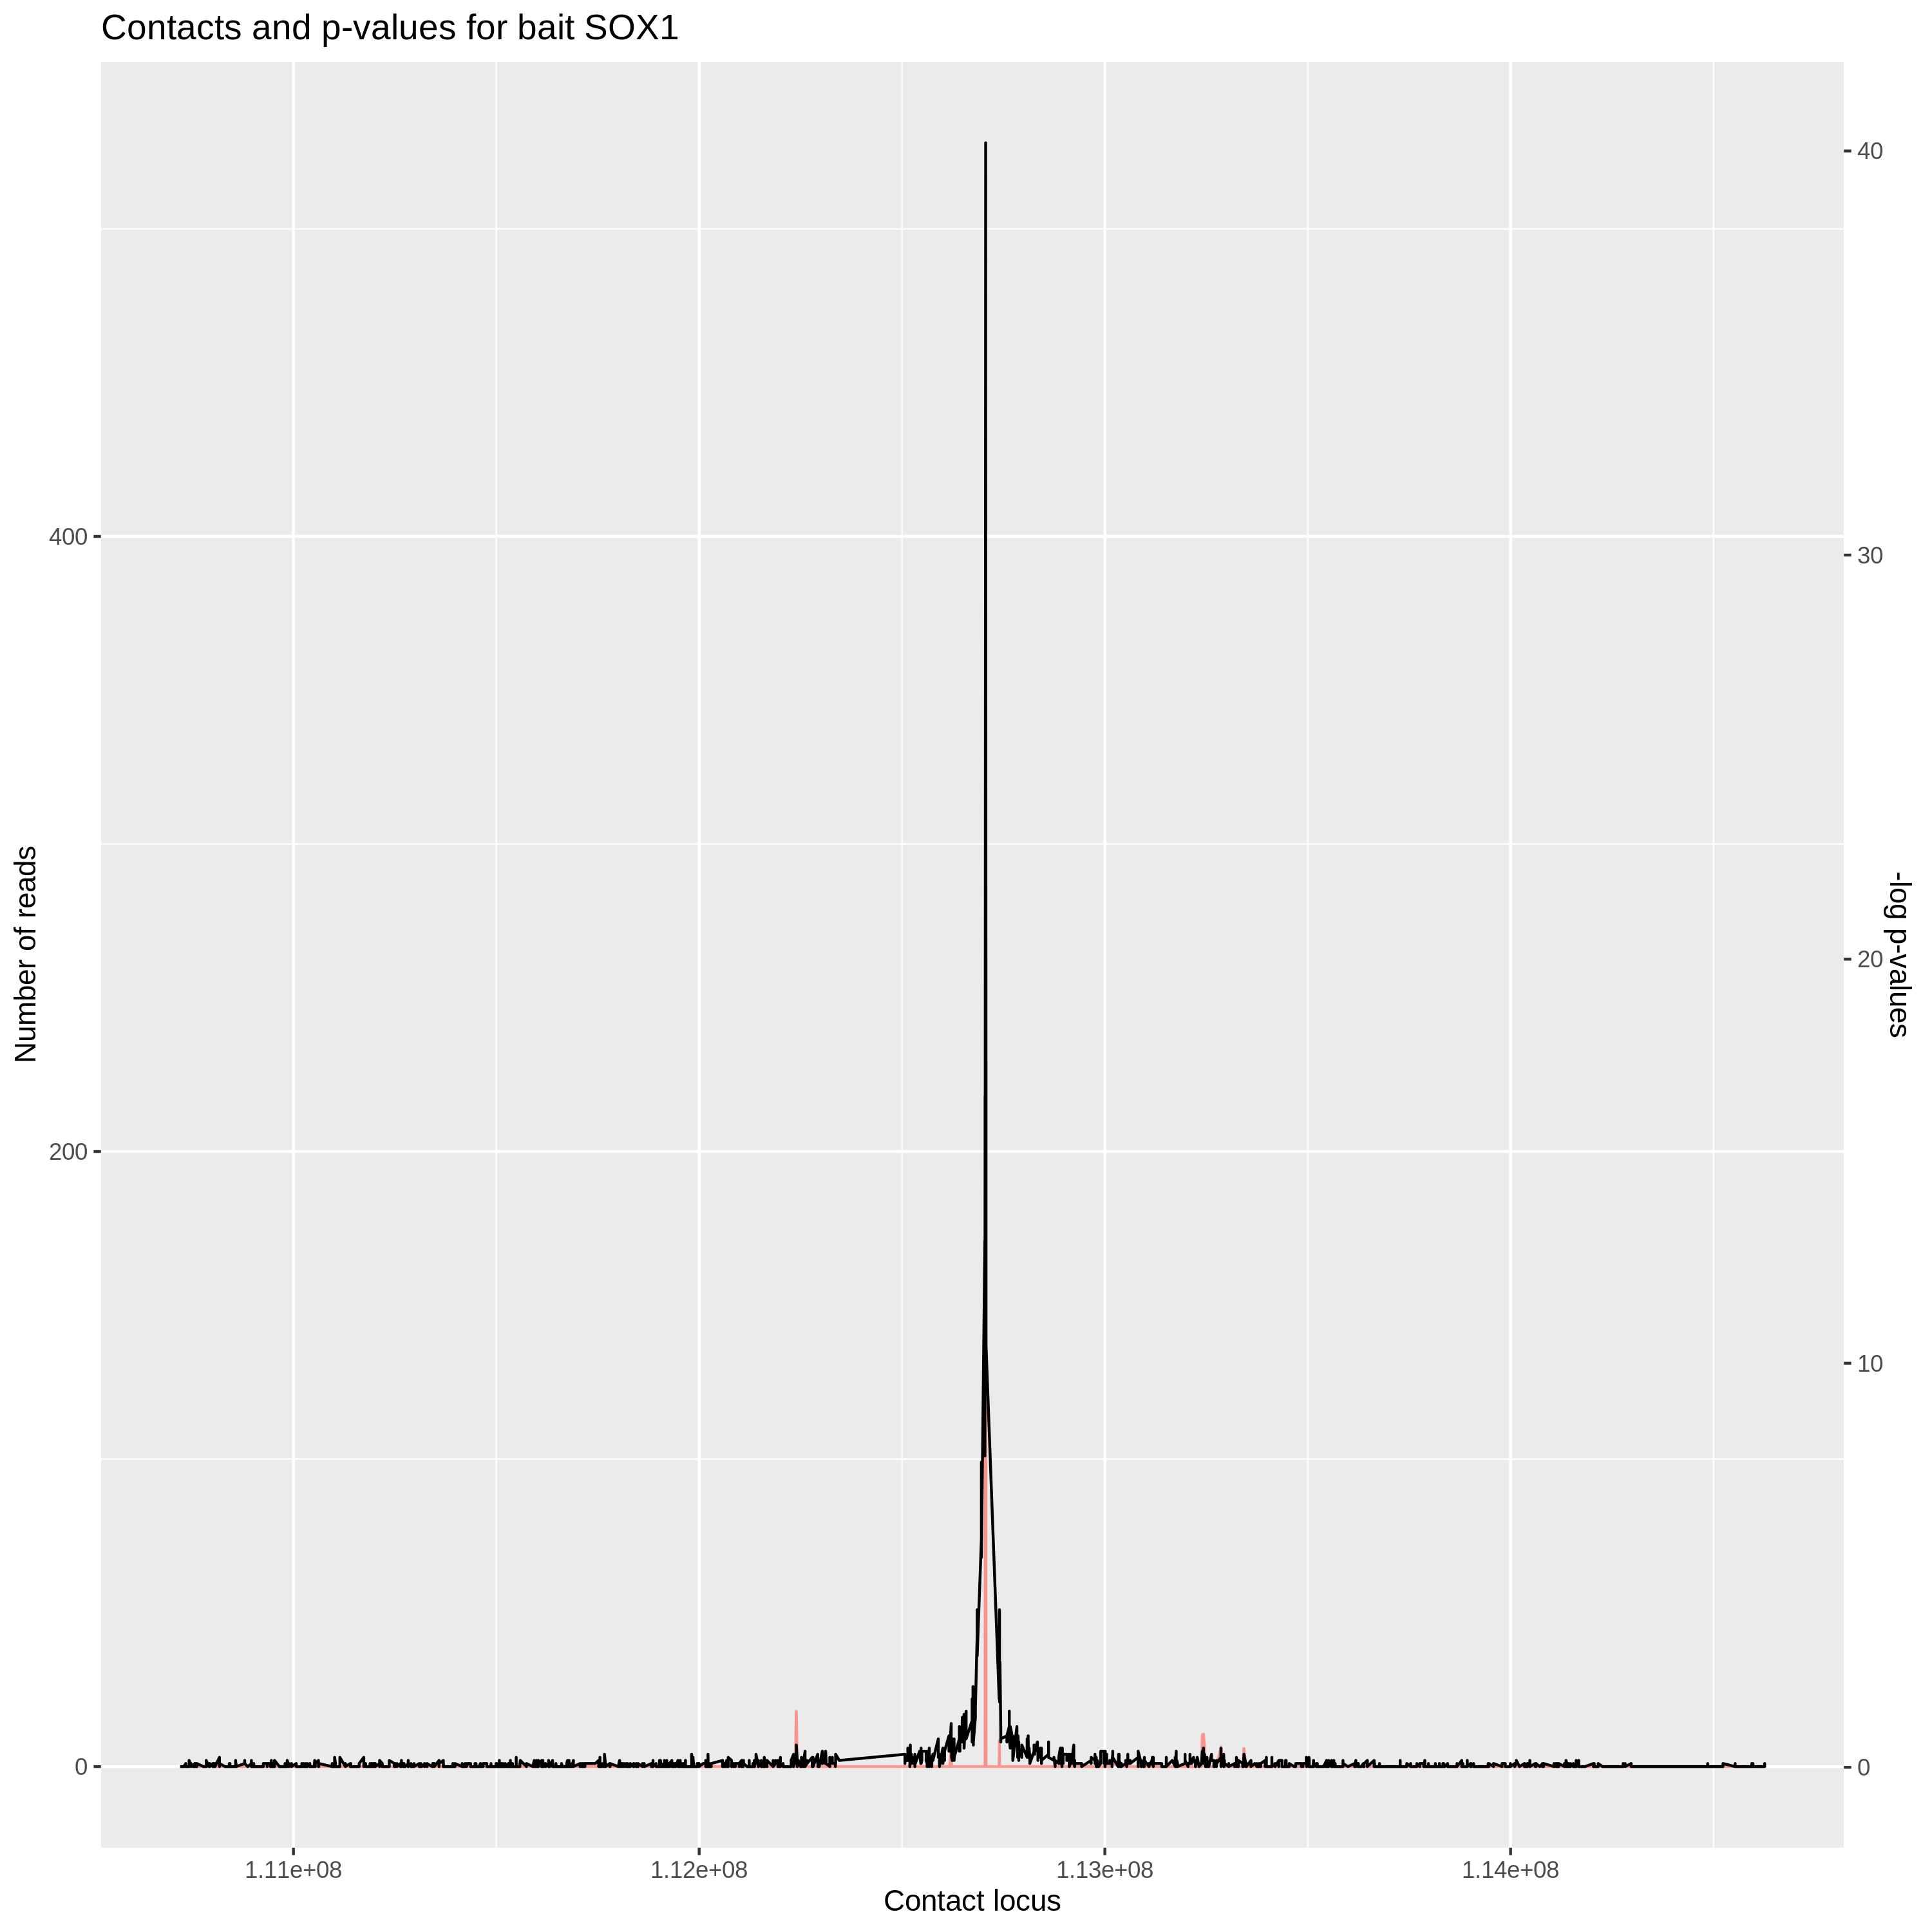 Contacts and p-values for bait SOX1
Number of reads
400
200
0
40
30
20
10
0
-log p-values
1.11e+08
1.12e+08
1.13e+08
1.14e+08
Contact locus